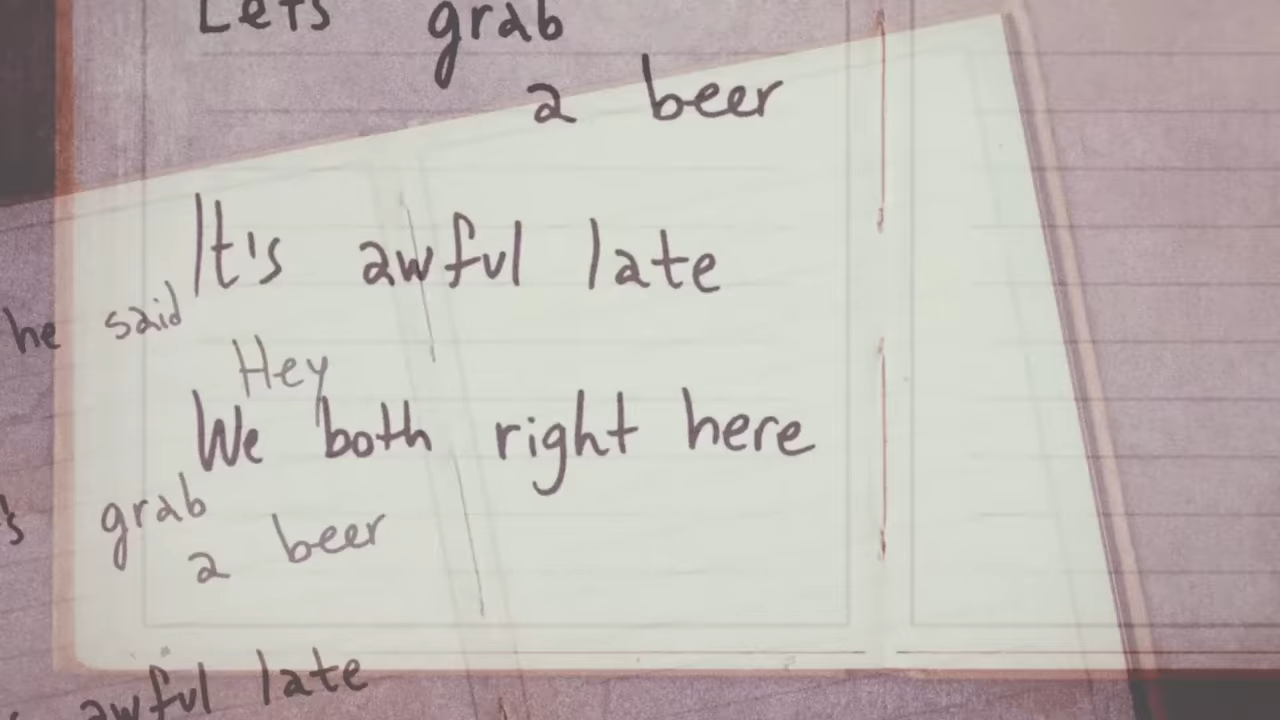 Lets grab
a beer
It's awful late
he said
Hey
We both right here
's grab
a beer
awful late